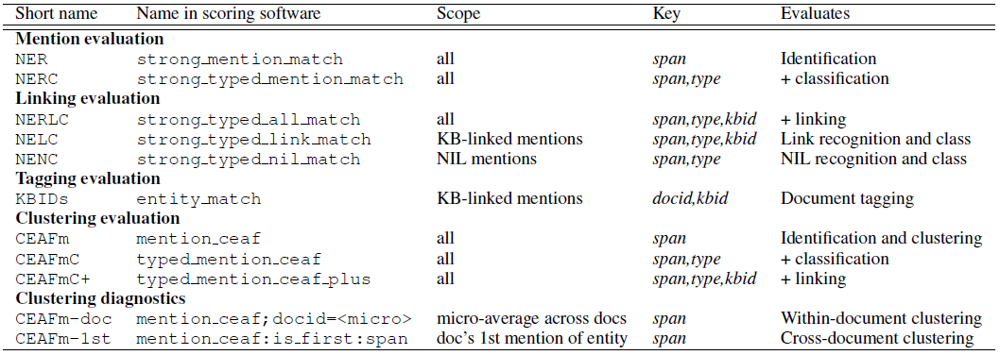 Short name Name in scoring software Scope Key Evaluates
Mention evaluation
NER strong_mention_match all span Identification
NERC strong_typed_mention_match all span,type + classification
Linking evaluation
NERLC strong_typed_all_match all span,type,kbid + linking
NELC strong_typed_link_match KB-linked mentions span,type,kbid Link recognition and class
NENC strong_typed_nil_match NIL mentions span,type NIL recognition and class
Tagging evaluation
KBIDs entity_match KB-linked mentions docid,kbid Document tagging
Clustering evaluation
CEAFm mention_ceaf all span Identification and clustering
CEAFmC typed_mention_ceaf all span,type + classification
CEAFmC+ typed_mention_ceaf_plus all span,type,kbid + linking
Clustering diagnostics
CEAFm-doc mention_ceaf;docid=<micro> micro-average across docs span Within-document clustering
CEAFm-1st mention_ceaf:is_first:span doc's 1st mention of entity span Cross-document clustering